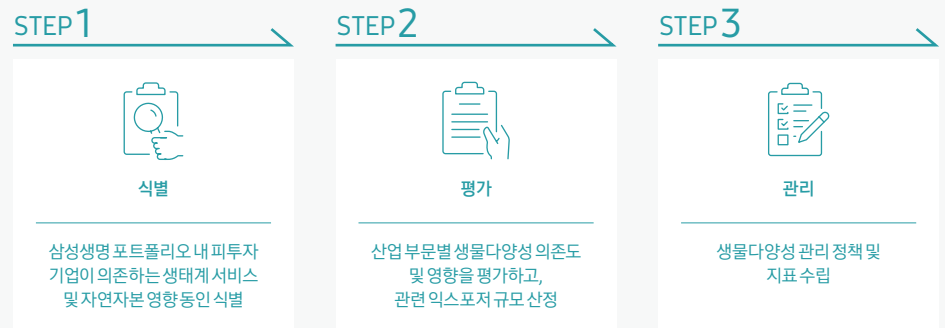 STEP 1
식별
삼성생명 포트폴리오 내 피투자
기업이 의존하는 생태계 서비스
및 자연자본 영향 동인 식별
STEP 2
평가
산업 부문별 생물다양성 의존도
및 영향을 평가하고,
관련 익스포저 규모 산정
STEP 3
관리
생물다양성 관리 정책 및
지표 수립